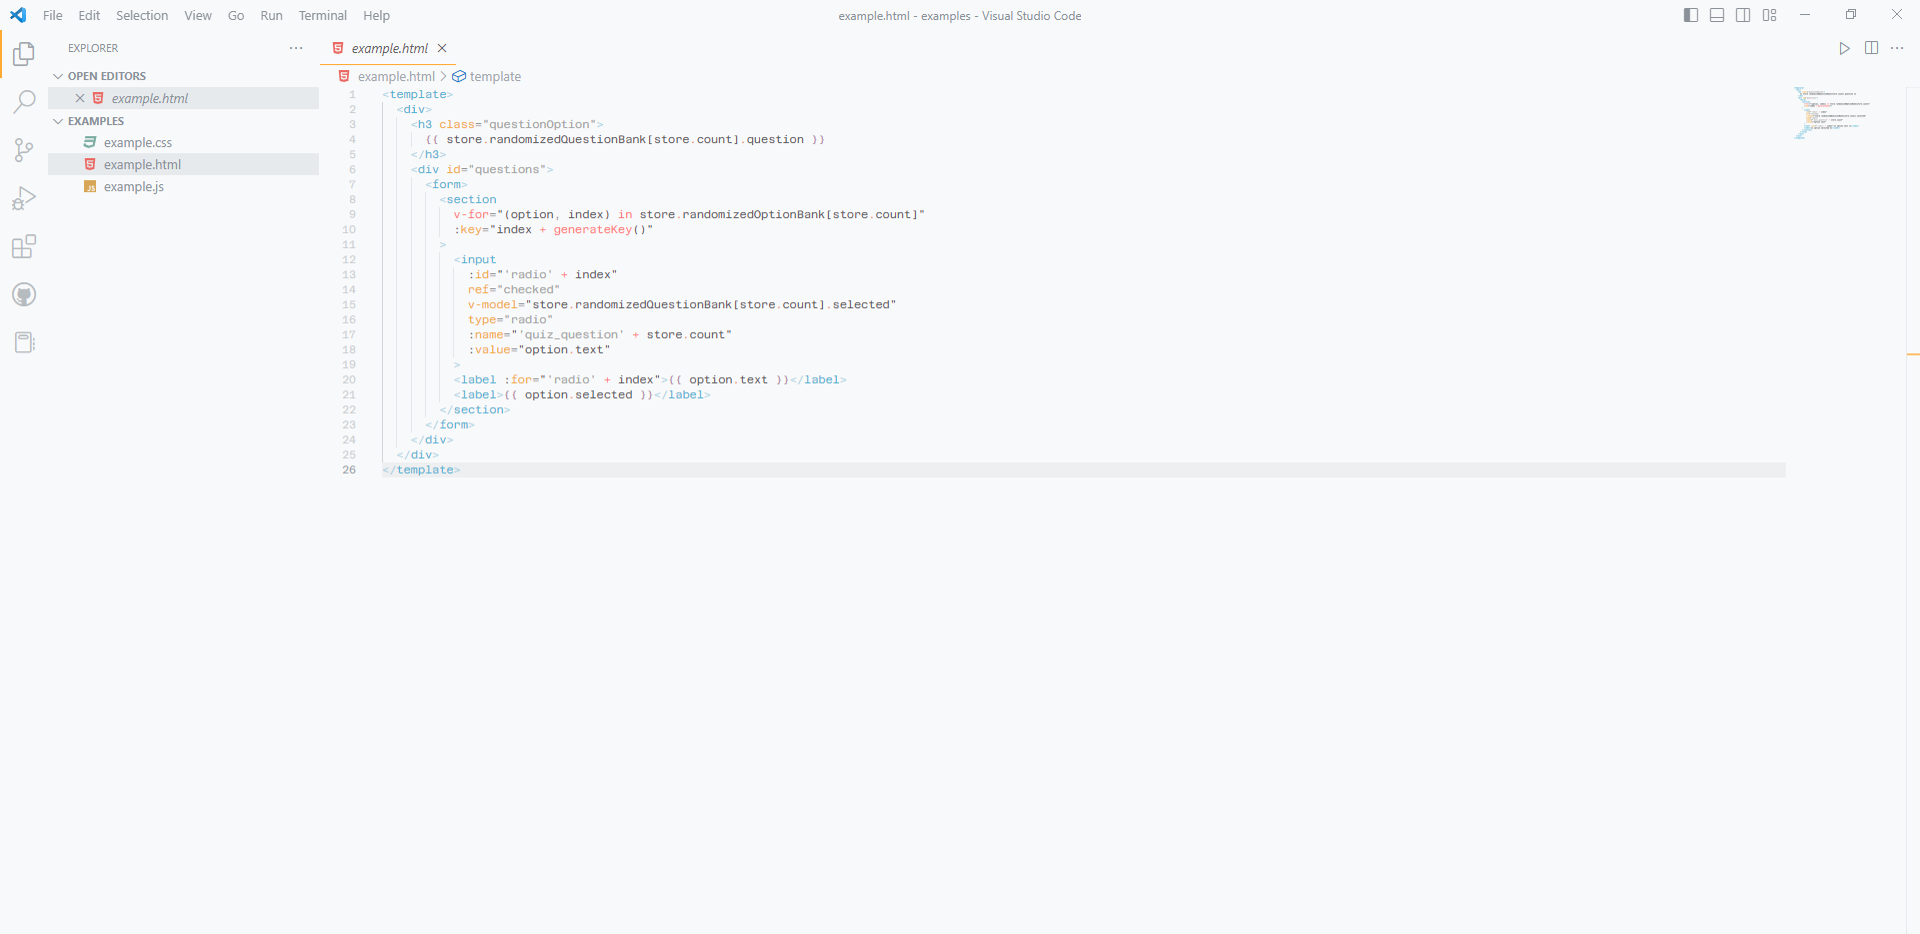 File Edit Selection View Go Run Terminal Help
example.html - examples - Visual Studio Code
EXPLORER
OPEN EDITORS
example.html
EXAMPLES
example.css
example.html
example.js
example.html
example.html > template
1 <template>
2 <div>
3 <h3 class="questionOption">
4 {{ store.randomizedQuestionBank[store.count].question }}
5 </h3>
6 <div id="questions">
7 <form>
8 <section
9 v-for="(option, index) in store.randomizedOptionBank[store.count]"
10 :key="index + generateKey()"
11 >
12 <input
13 :id="'radio' + index"
14 ref="checked"
15 v-model="store.randomizedQuestionBank[store.count].selected"
16 type="radio"
17 :name="'quiz_question' + store.count"
18 :value="option.text"
19 >
20 <label :for="'radio' + index">{{ option.text }}</label>
21 <label>{{ option.selected }}</label>
22 </section>
23 </form>
24 </div>
25 </div>
26 </template>